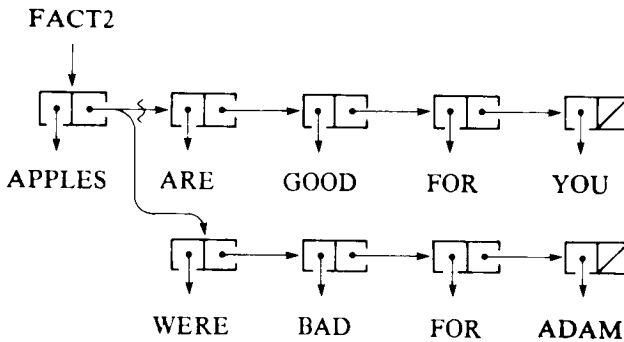 FACT2
APPLES ARE GOOD FOR YOU
WERE BAD FOR ADAM